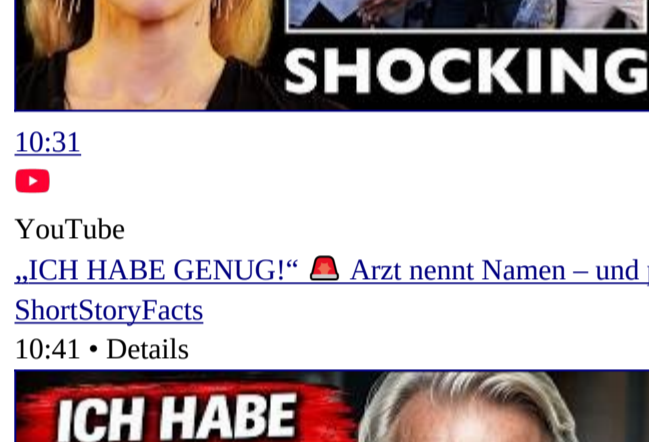 SHOCKING
10:31
YouTube
„ICH HABE GENUG!“ 🚨 Arzt nennt Namen – und
ShortStoryFacts
10:41 • Details
ICH HABE